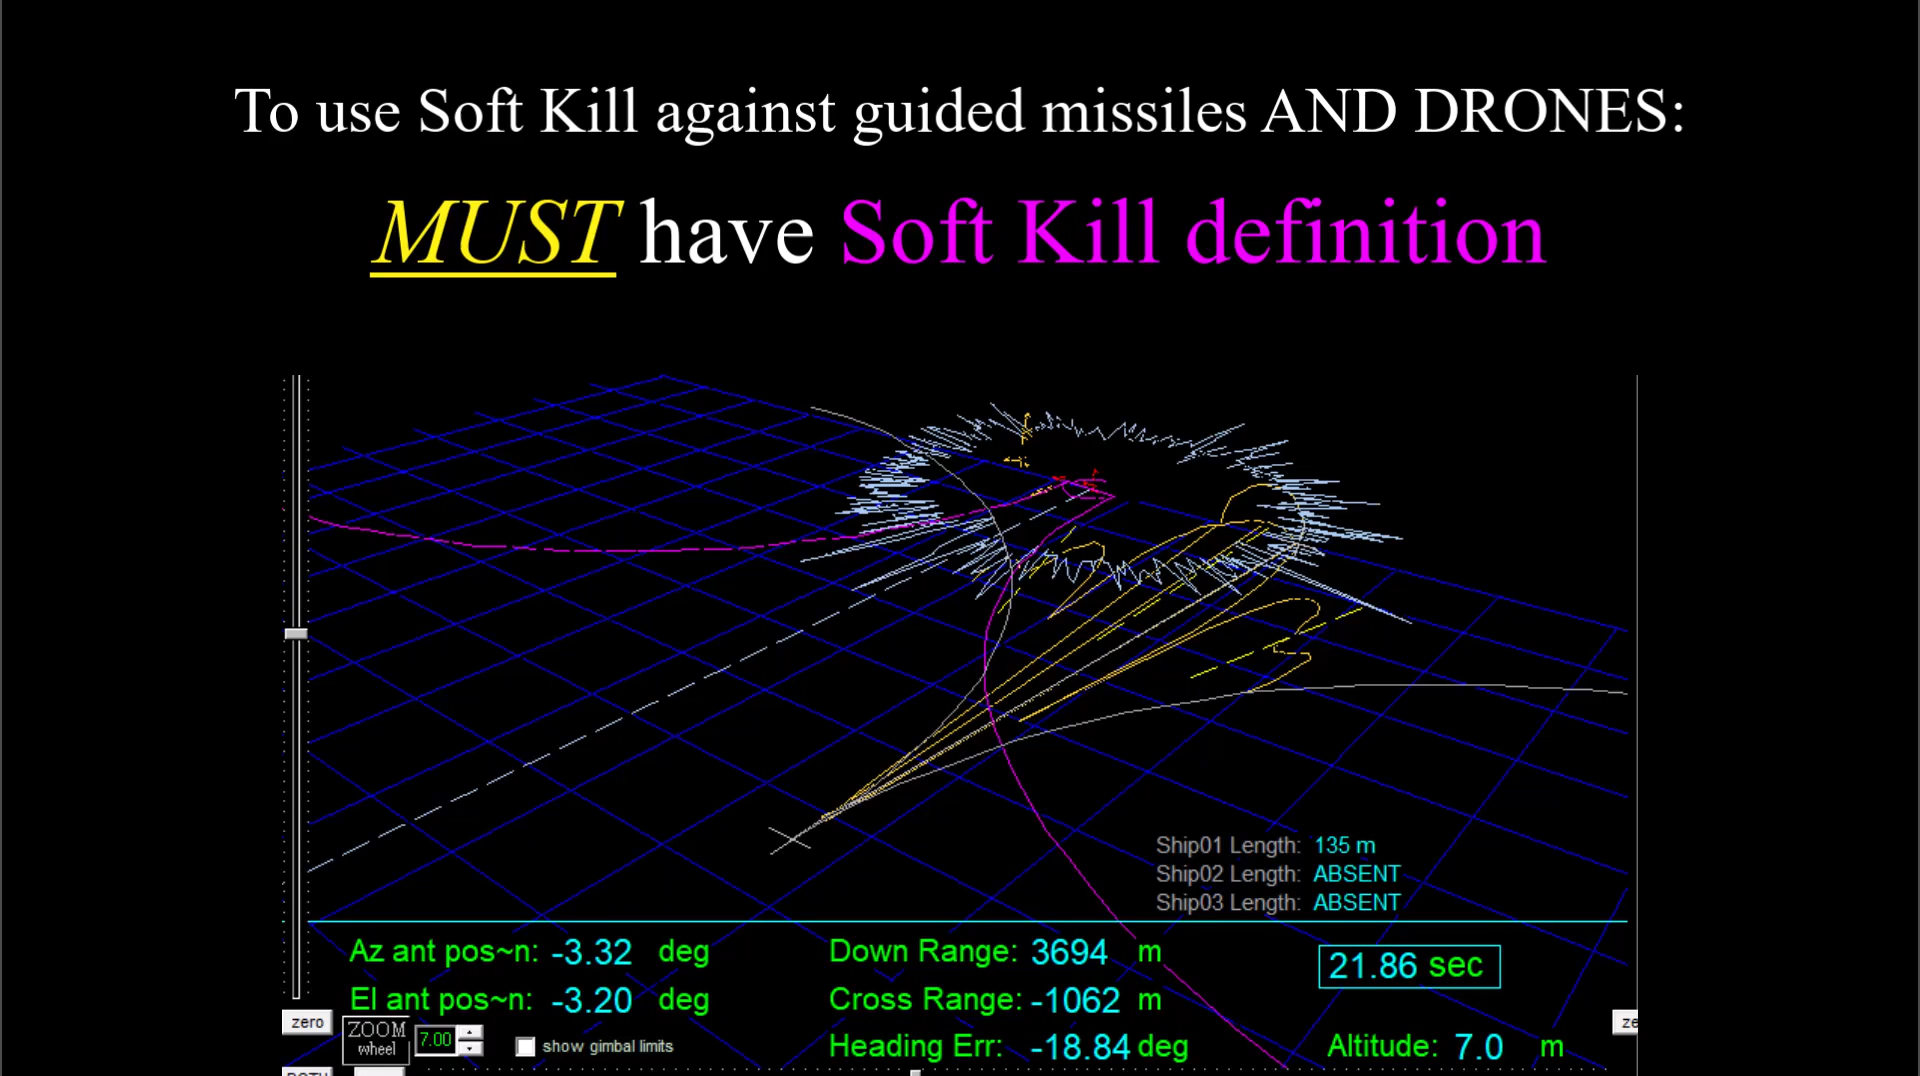 To use Soft Kill against guided missiles AND DRONES:
MUST have Soft Kill definition
Ship01 Length: 135 m
Ship02 Length: ABSENT
Ship03 Length: ABSENT
Az ant pos~n: -3.32 deg
Down Range: 3694 m
21.86 sec
El ant pos~n: -3.20 deg
Cross Range: -1062 m
zero
ZOOM
wheel
7.00
show gimbal limits
Heading Err: -18.84 deg
Altitude: 7.0 m